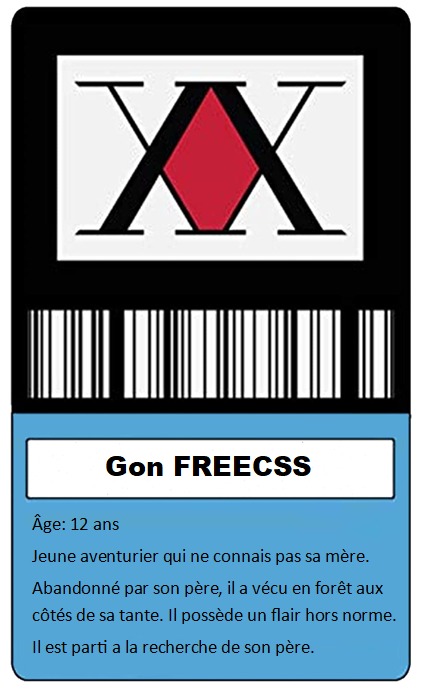 Gon FREECSS
Âge: 12 ans
Jeune aventurier qui ne connais pas sa mère.
Abandonné par son père, il a vécu en forêt aux
côtés de sa tante. Il possède un flair hors norme.
Il est parti a la recherche de son père.